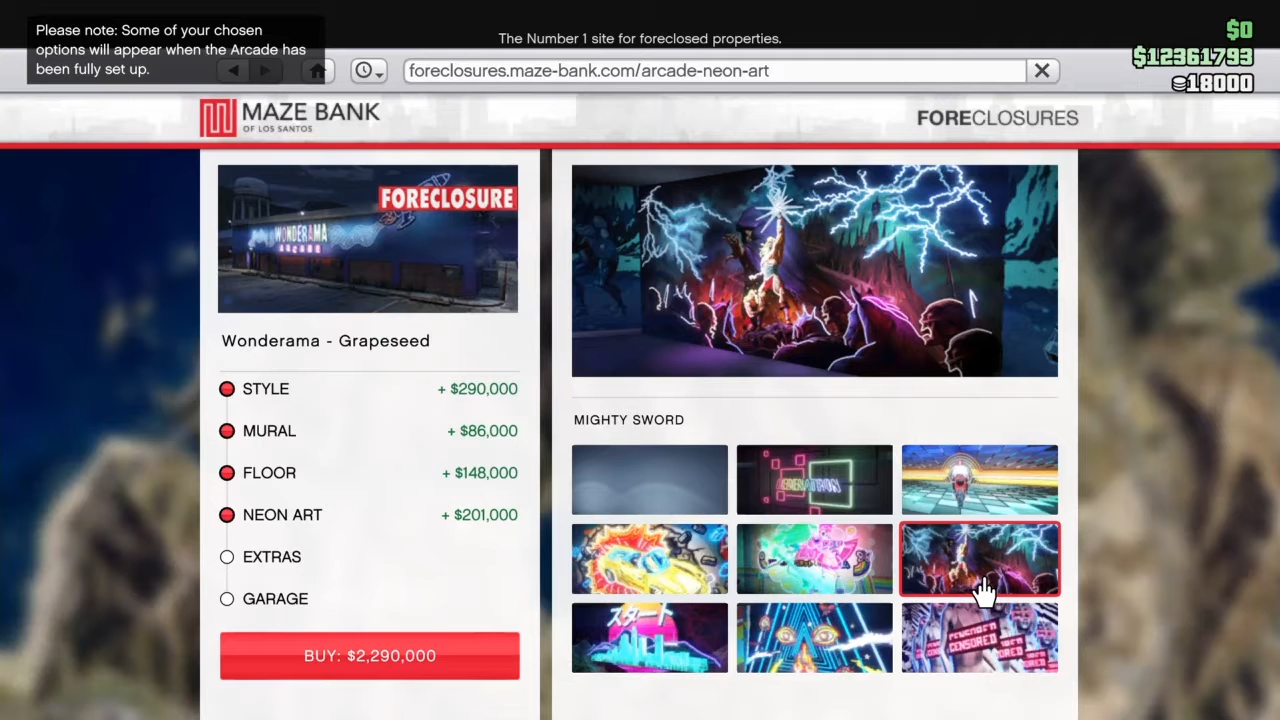 Please note: Some of your chosen
options will appear when the Arcade has
been fully set up.
The Number 1 site for foreclosed properties.
$0
$12361793
18000
foreclosures.maze-bank.com/arcade-neon-art
MAZE BANK
OF LOS SANTOS
FORECLOSURES
FORECLOSURE
WONDERAMA
ARCADE
Wonderama - Grapeseed
STYLE + $290,000
MURAL + $86,000
FLOOR + $148,000
NEON ART + $201,000
EXTRAS
GARAGE
BUY: $2,290,000
MIGHTY SWORD
スタート
CENSORED